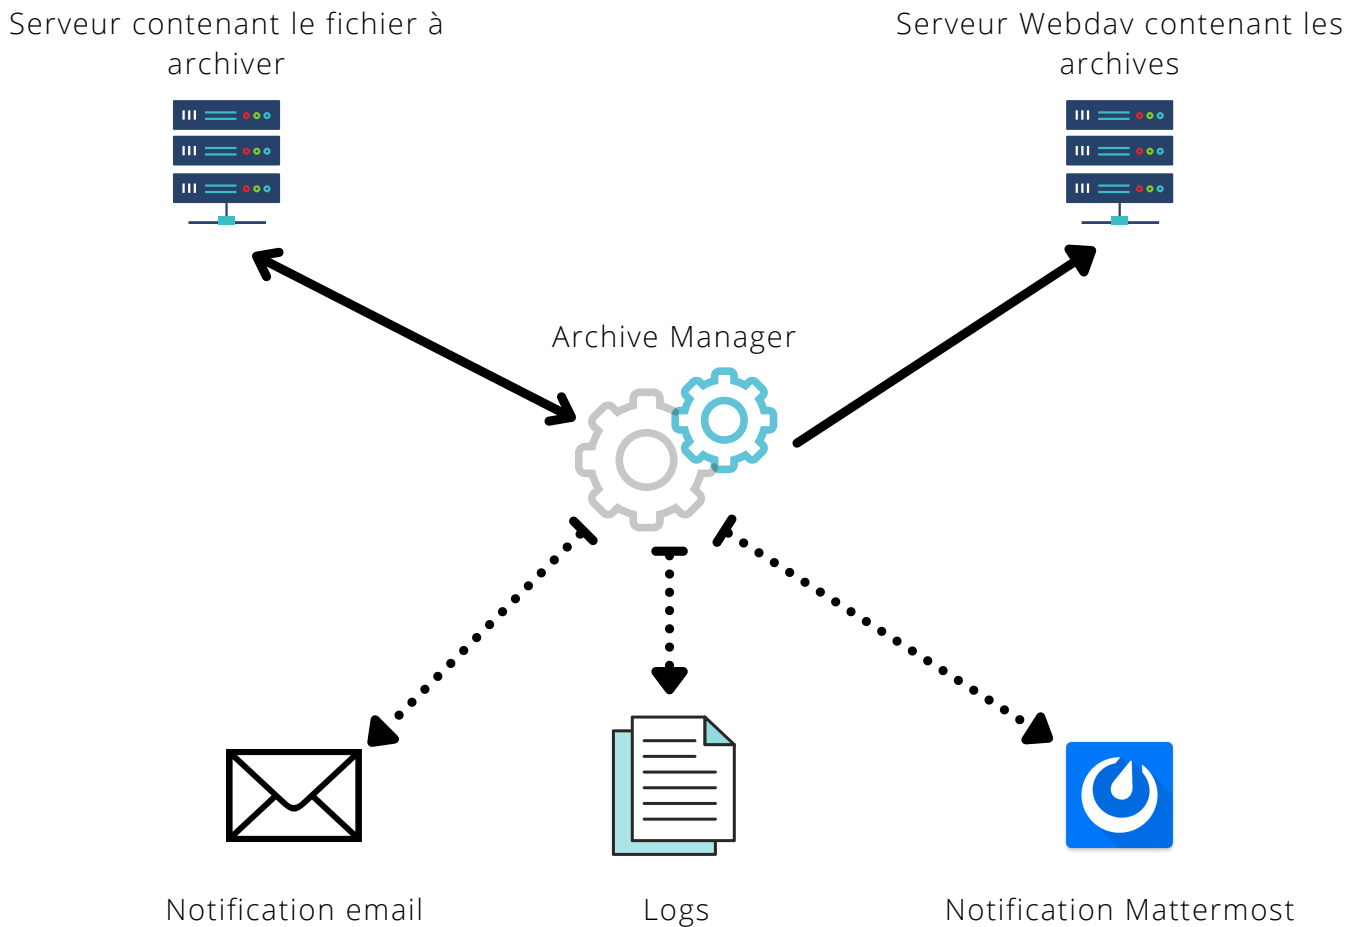 Serveur contenant le fichier à
archiver
Serveur Webdav contenant les
archives
Archive Manager
Notification email
Logs
Notification Mattermost